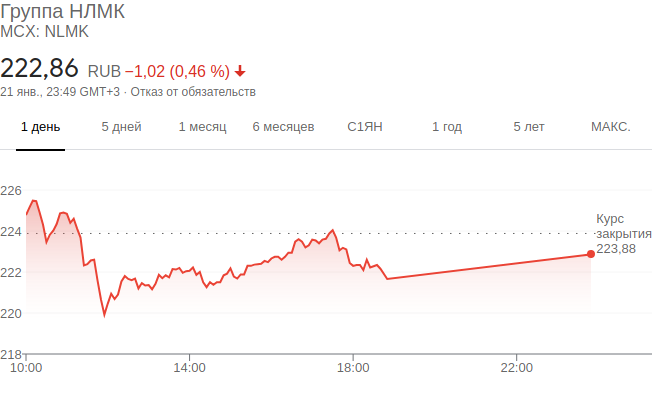 Группа НЛМК
MCX: NLMK
222,86 RUB −1,02 (0,46 %)
21 янв., 23:49 GMT+3 · Отказ от обязательств
1 день 5 дней 1 месяц 6 месяцев С1ЯН 1 год 5 лет МАКС.
226
224
222
220
218
Курс
закрытия
223,88
10:00 14:00 18:00 22:00